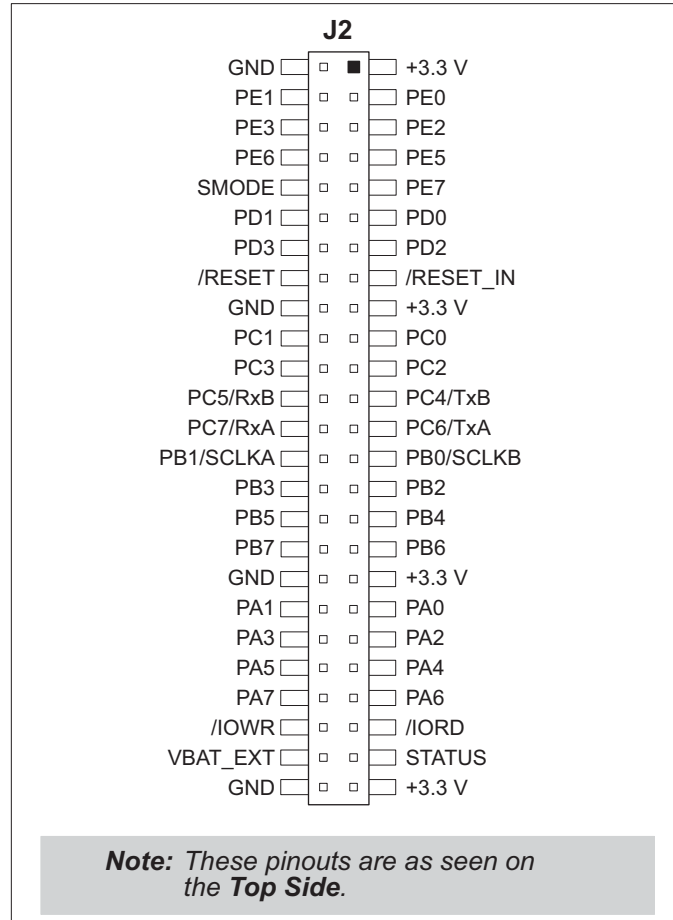 J2
GND +3.3 V
PE1 PE0
PE3 PE2
PE6 PE5
SMODE PE7
PD1 PD0
PD3 PD2
/RESET /RESET_IN
GND +3.3 V
PC1 PC0
PC3 PC2
PC5/RxB PC4/TxB
PC7/RxA PC6/TxA
PB1/SCLKA PB0/SCLKB
PB3 PB2
PB5 PB4
PB7 PB6
GND +3.3 V
PA1 PA0
PA3 PA2
PA5 PA4
PA7 PA6
/IOWR /IORD
VBAT_EXT STATUS
GND +3.3 V
Note: These pinouts are as seen on
the Top Side.